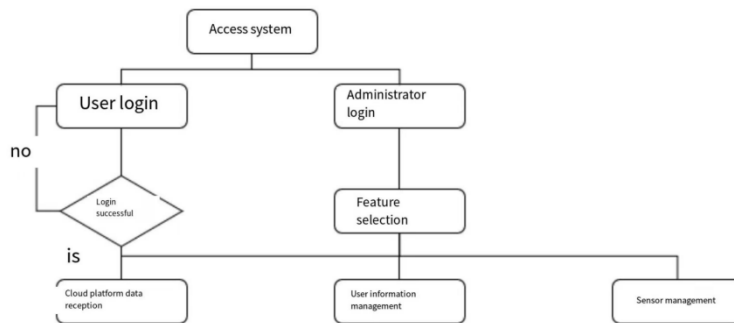 Access system
User login
Administrator
login
no
Login
successful
Feature
selection
is
Cloud platform data
reception
User information
management
Sensor management